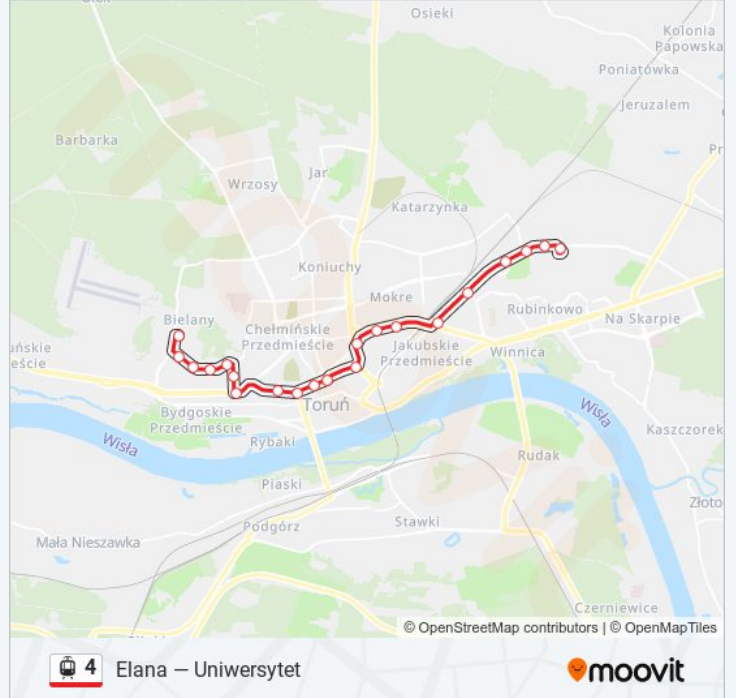 Osieki
Kolonia
Papowska
Poniatówka
Jeruzalem
Barbarka
Jar
Wrzosy
Katarzynka
Koniuchy
Mokre
Rubinkowo
Bielany
Chełmińskie
Przedmieście
Na Skarpie
Jakubskie
Przedmieście
Winnica
Toruń
Bydgoskie
Przedmieście
Wisła
Wisła
Rybaki
Kaszczorek
Rudak
Piaski
Podgórz
Stawki
Mała Nieszawka
Czerniewice
© OpenStreetMap contributors | © OpenMapTiles
4 Elana — Uniwersytet
moovit